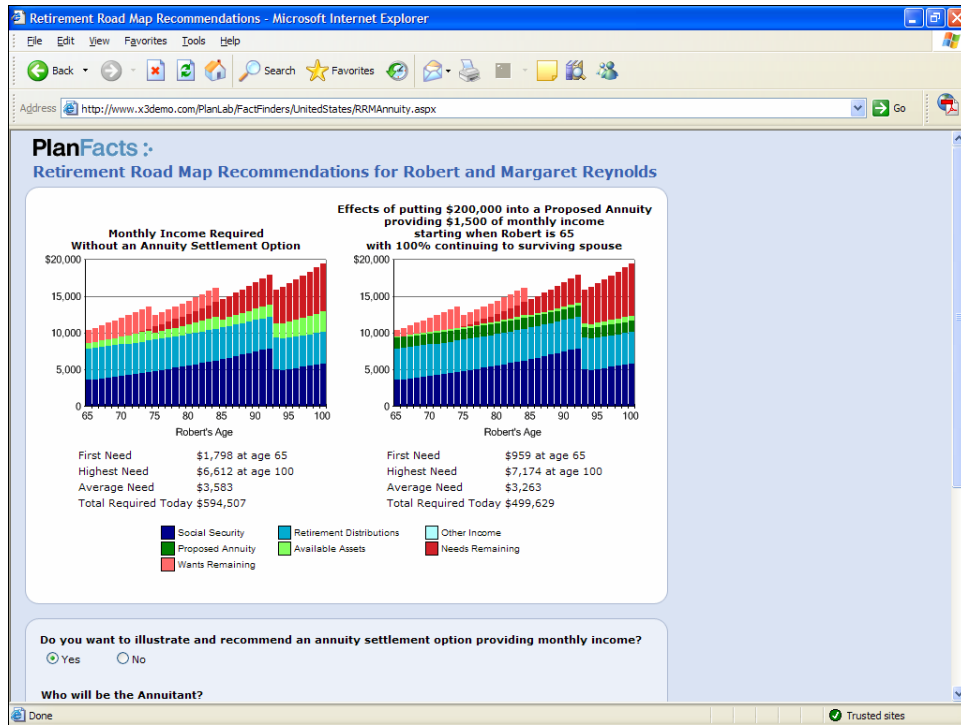 Retirement Road Map Recommendations - Microsoft Internet Explorer
File Edit View Favorites Tools Help
Back Search Favorites
Address http://www.x3demo.com/PlanLab/FactFinders/UnitedStates/RRMAnnuity.aspx Go
PlanFacts
Retirement Road Map Recommendations for Robert and Margaret Reynolds
Monthly Income Required
Without an Annuity Settlement Option
$20,000
15,000
10,000
5,000
0
65 70 75 80 85 90 95 100
Robert's Age
First Need $1,798 at age 65
Highest Need $6,612 at age 100
Average Need $3,583
Total Required Today $594,507
Effects of putting $200,000 into a Proposed Annuity
providing $1,500 of monthly income
starting when Robert is 65
with 100% continuing to surviving spouse
$20,000
15,000
10,000
5,000
0
65 70 75 80 85 90 95 100
Robert's Age
First Need $959 at age 65
Highest Need $7,174 at age 100
Average Need $3,263
Total Required Today $499,629
Social Security Retirement Distributions Other Income
Proposed Annuity Available Assets Needs Remaining
Wants Remaining
Do you want to illustrate and recommend an annuity settlement option providing monthly income?
Yes No
Who will be the Annuitant?
Done Trusted sites